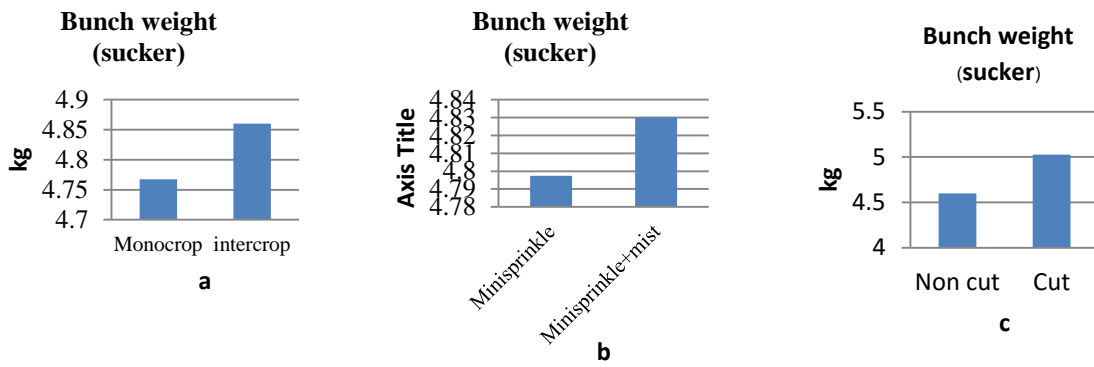 Bunch weight
(sucker)
kg
4.9
4.85
4.8
4.75
4.7
Monocrop intercrop
a
Bunch weight
(sucker)
Axis Title
4.84
4.83
4.82
4.81
4.8
4.79
4.78
Minisprinkle
Minisprinkle+mist
b
Bunch weight
(sucker)
kg
5.5
5
4.5
4
Non cut Cut
c